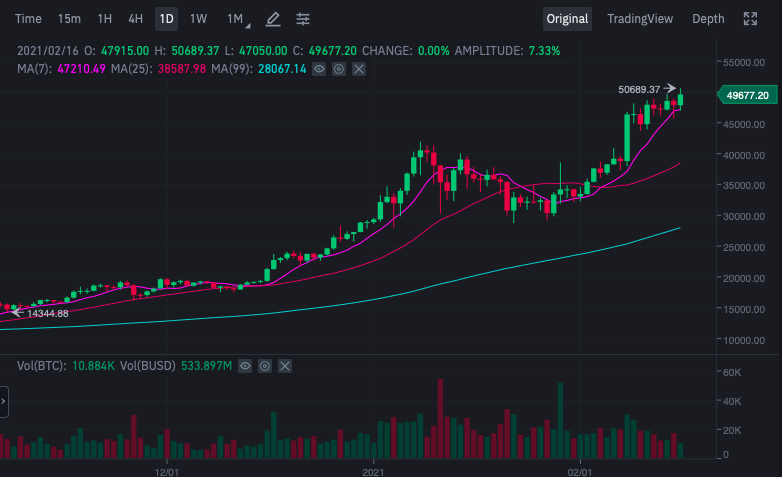 Time 15m 1H 4H 1D 1W 1M Original TradingView Depth
2021/02/16 O: 47915.00 H: 50689.37 L: 47050.00 C: 49677.20 CHANGE: 0.00% AMPLITUDE: 7.33%
MA(7): 47210.49 MA(25): 38587.98 MA(99): 28067.14
55000.00
50689.37
49677.20
45000.00
40000.00
35000.00
30000.00
25000.00
20000.00
15000.00
14344.88
10000.00
Vol(BTC): 10.884K Vol(BUSD) 533.897M
60K
40K
20K
0
12/01 2021 02/01